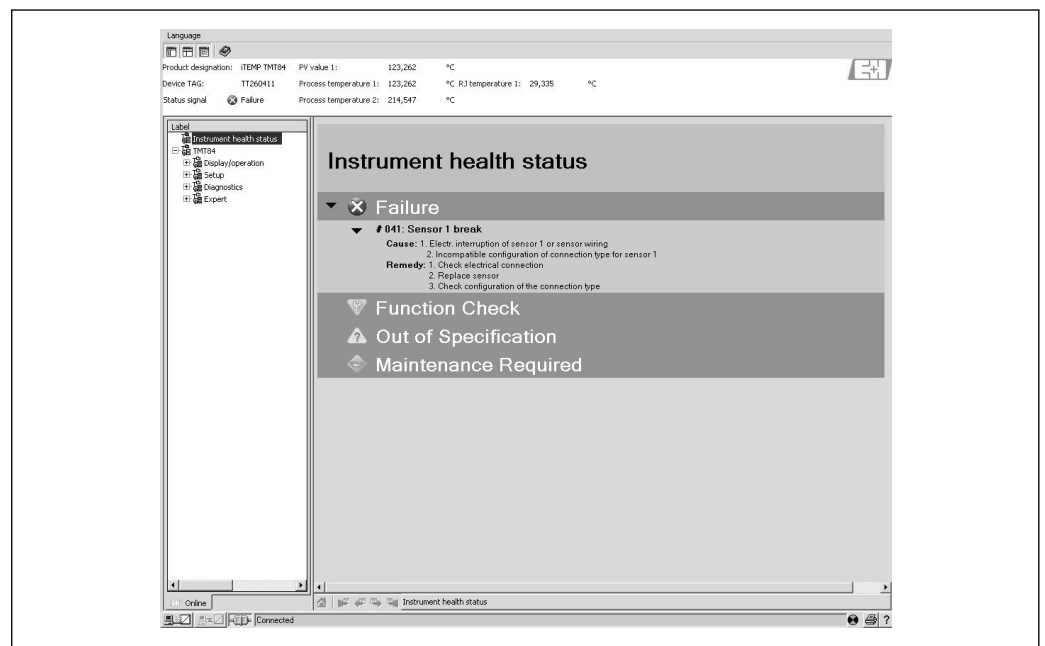 Language
Product designation: iTEMP TMT84 PV value 1: 123,262 °C
Device TAG: TT260411 Process temperature 1: 123,262 °C RJ temperature 1: 29,335 °C
Status signal Failure Process temperature 2: 214,547 °C
Label
Instrument health status
TMT84
Display/operation
Setup
Diagnostics
Expert
Instrument health status
Failure
041: Sensor 1 break
Cause: 1. Electr. interruption of sensor 1 or sensor wiring
2. Incompatible configuration of connection type for sensor 1
Remedy: 1. Check electrical connection
2. Replace sensor
3. Check configuration of the connection type
Function Check
Out of Specification
Maintenance Required
Online
Instrument health status
Connected